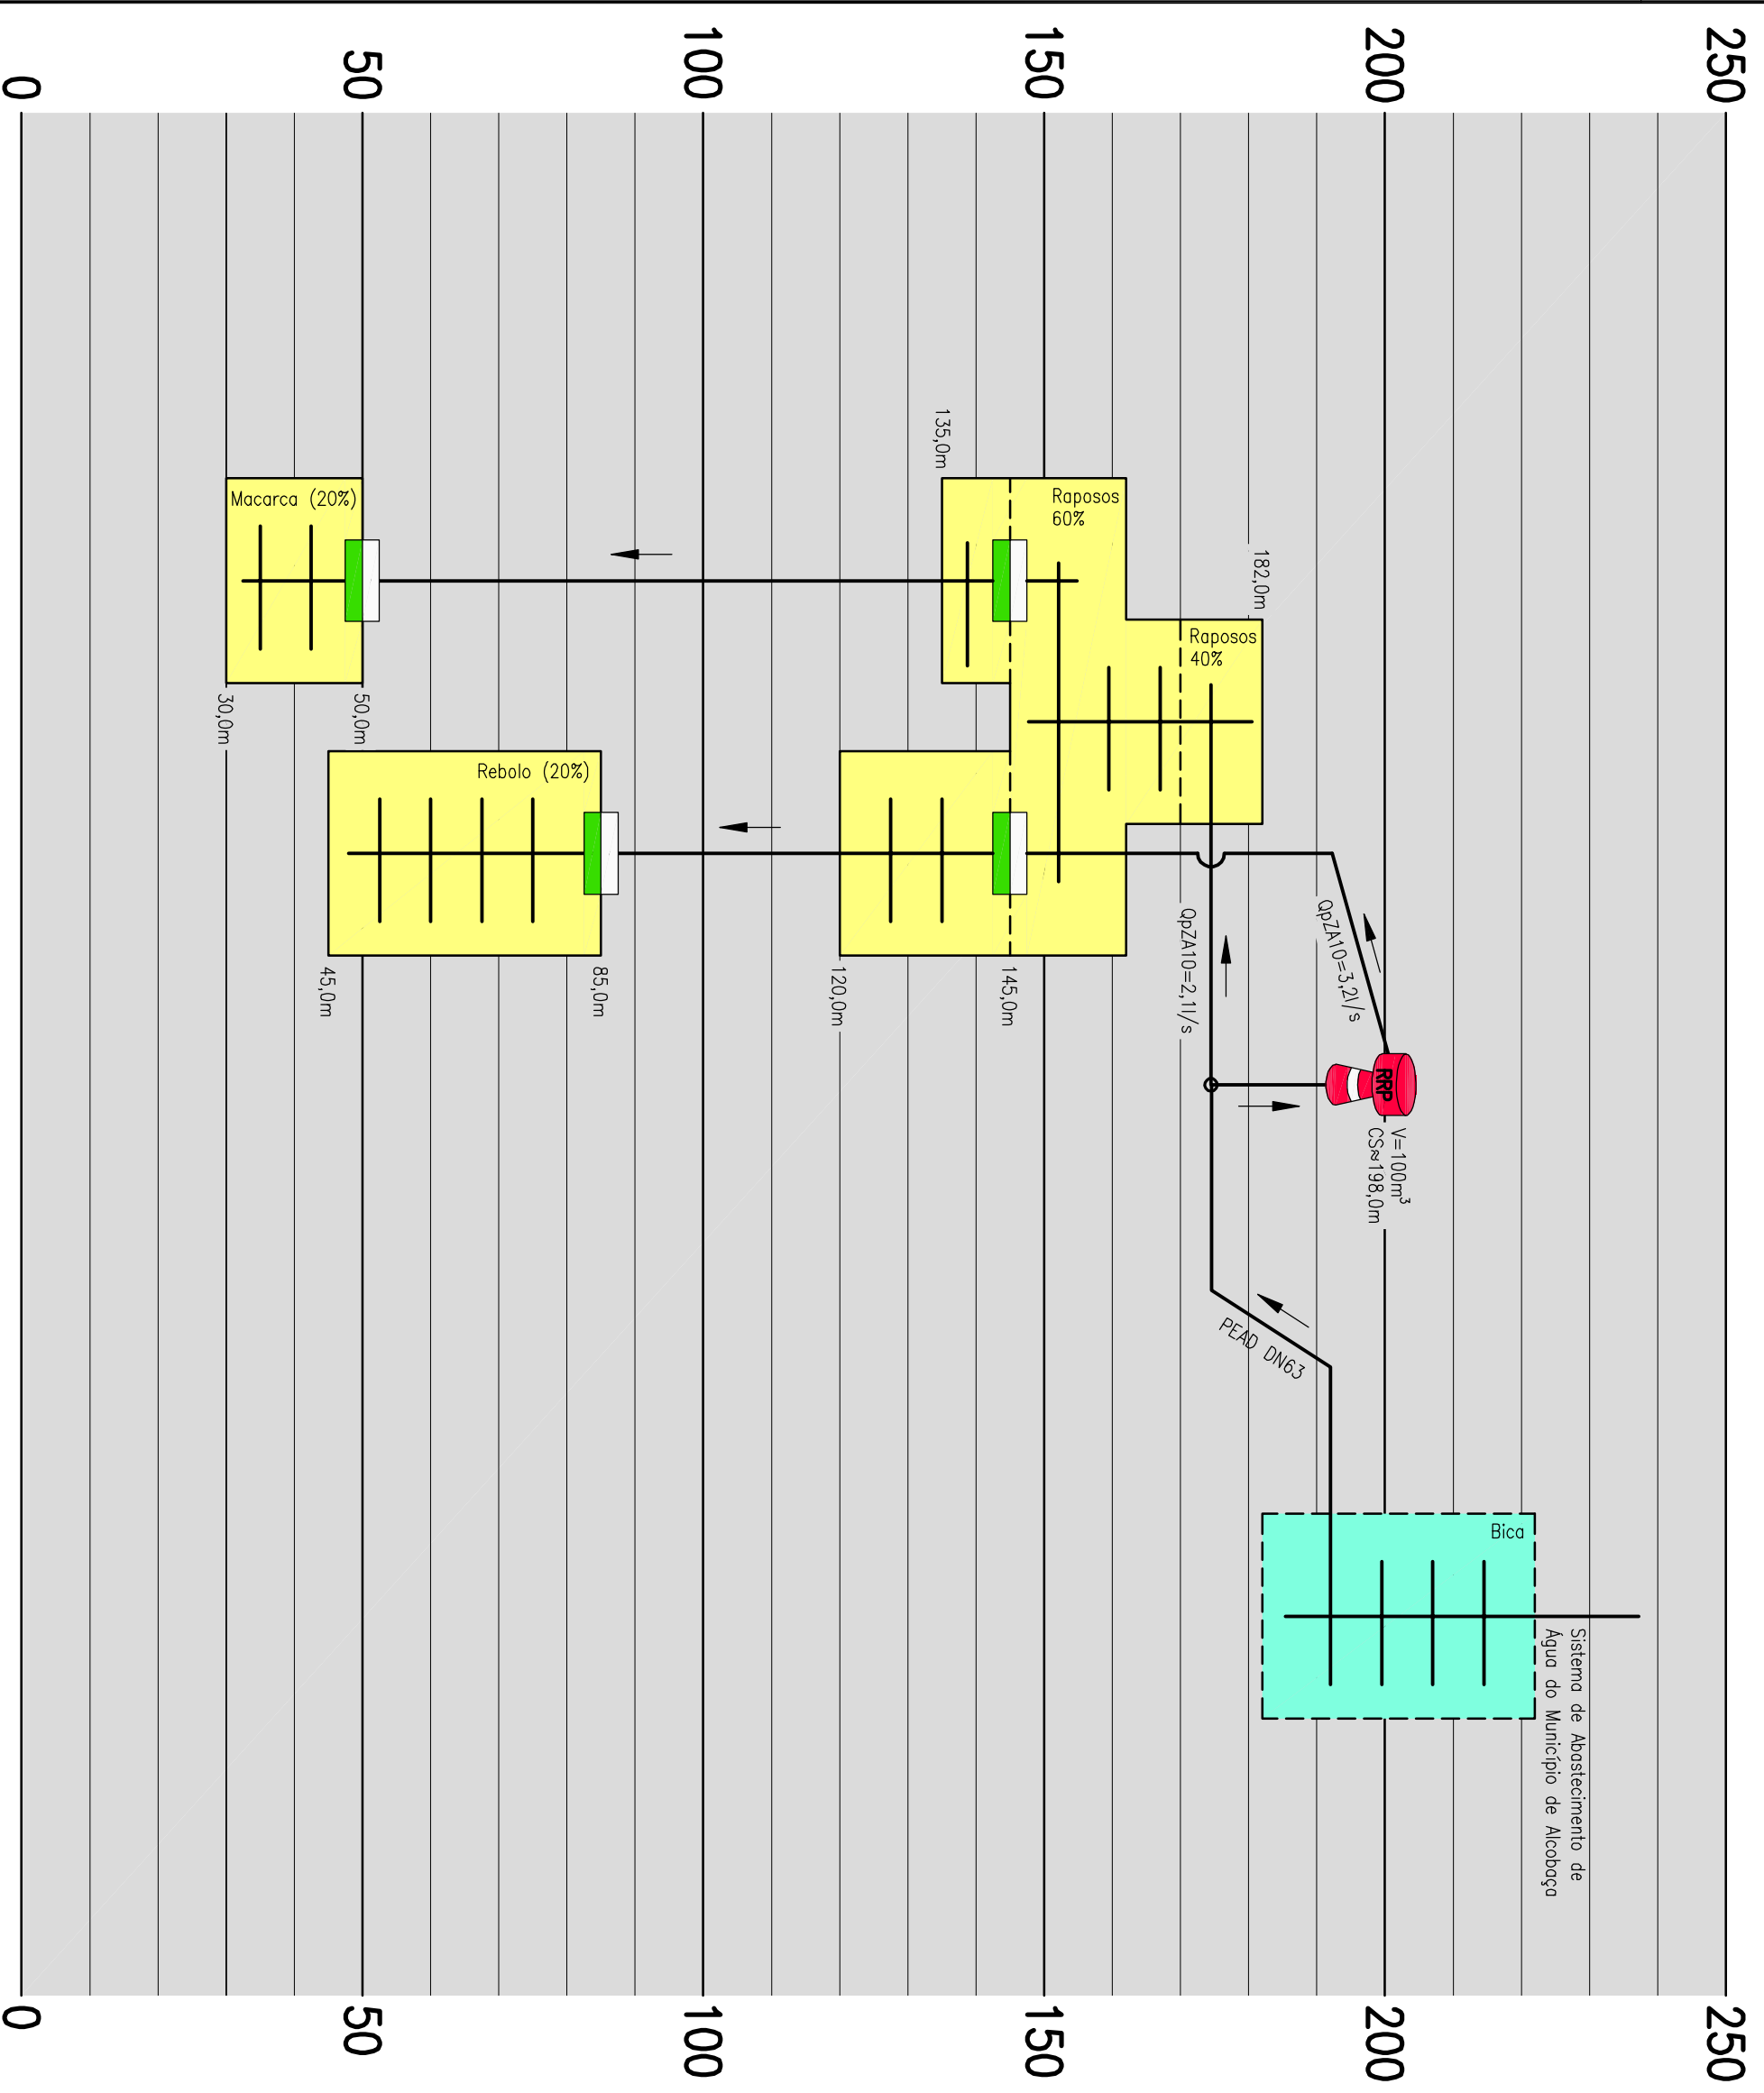 0
50
100
150
200
250
135,0m
182,0m
Macarca (20%)
Raposos
60%
Raposos
40%
30,0m
50,0m
Rebolo (20%)
45,0m
85,0m
120,0m
145,0m
QpZA10=2,1l/s
QpZA10=3,2l/s
RRP
V=100m³
CS≈198,0m
PEAD DN63
Bica
Sistema de Abastecimento de
Água do Município de Alcobaça
0
50
100
150
200
250